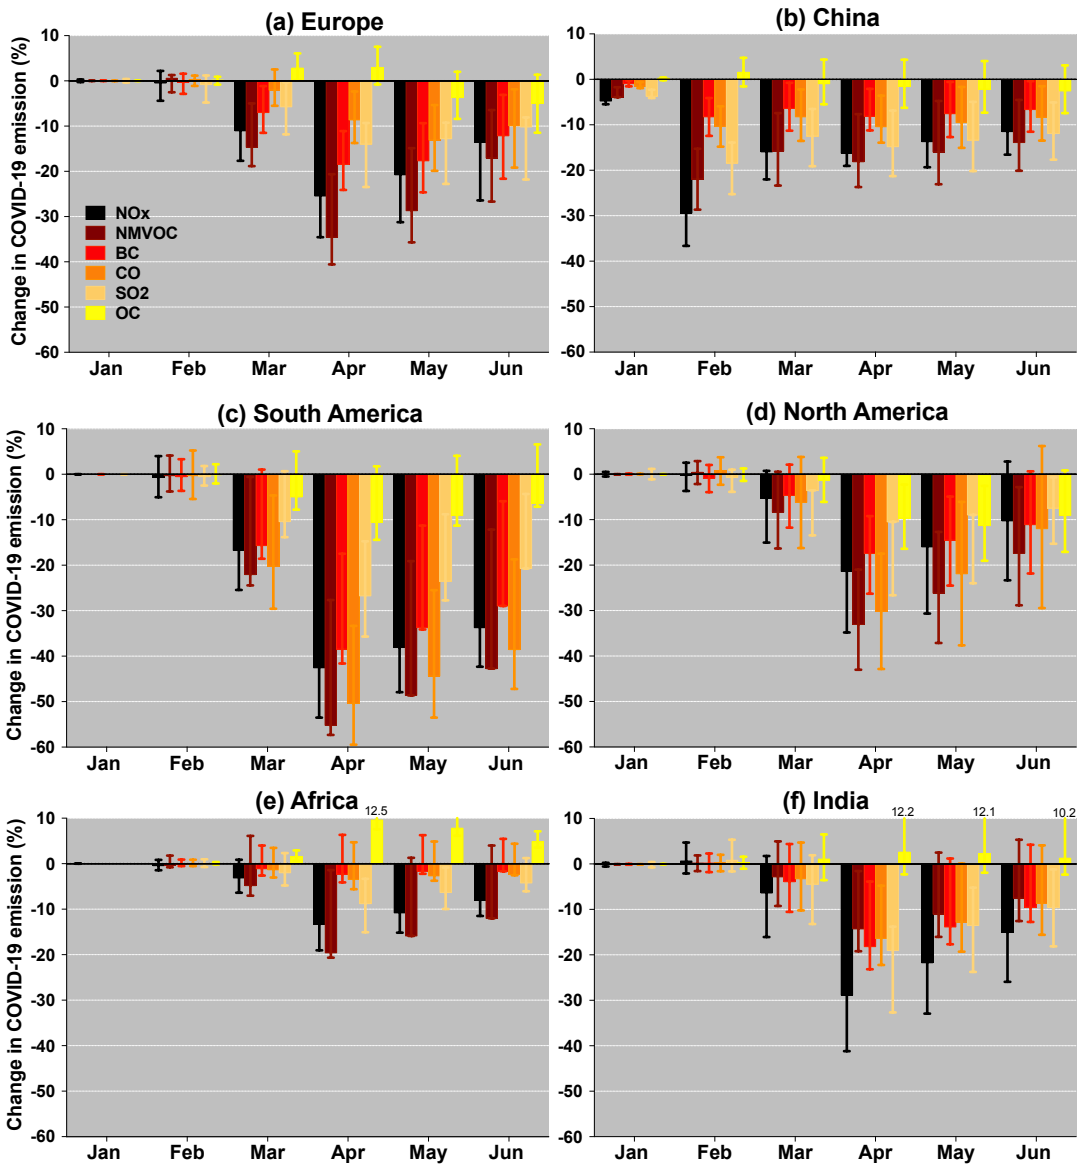 (a) Europe
(b) China
Change in COVID-19 emission (%)
10
0
-10
-20
-30
-40
-50
-60
NOx
NMVOC
BC
CO
SO2
OC
Jan Feb Mar Apr May Jun
10
0
-10
-20
-30
-40
-50
-60
Jan Feb Mar Apr May Jun
(c) South America
(d) North America
Change in COVID-19 emission (%)
10
0
-10
-20
-30
-40
-50
-60
Jan Feb Mar Apr May Jun
10
0
-10
-20
-30
-40
-50
-60
Jan Feb Mar Apr May Jun
(e) Africa
12.5
(f) India
12.2 12.1 10.2
Change in COVID-19 emission (%)
10
0
-10
-20
-30
-40
-50
-60
Jan Feb Mar Apr May Jun
10
0
-10
-20
-30
-40
-50
-60
Jan Feb Mar Apr May Jun